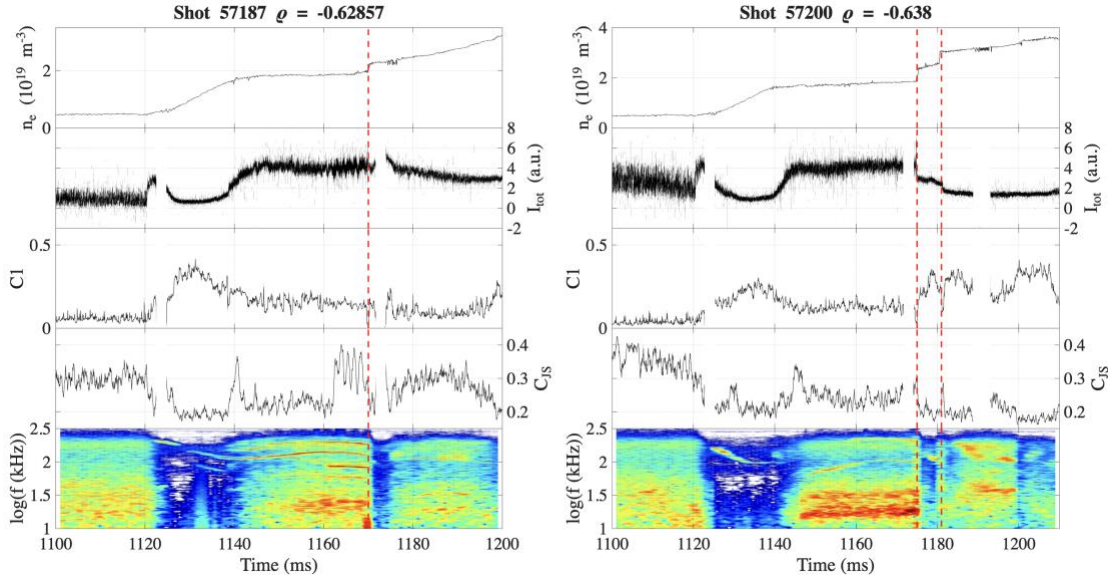 Shot 57187 ϱ = -0.62857
n_e (10^19 m^-3)
2
0
8
6
4
2
0
-2
I_tot (a.u.)
C1
0.5
0
0.4
0.3
0.2
C_JS
log(f (kHz))
2.5
2
1.5
1
1100 1120 1140 1160 1180 1200
Time (ms)
Shot 57200 ϱ = -0.638
n_e (10^19 m^-3)
4
2
0
8
6
4
2
0
-2
I_tot (a.u.)
C1
0.5
0
0.4
0.3
0.2
C_JS
log(f (kHz))
2.5
2
1.5
1
1100 1120 1140 1160 1180 1200
Time (ms)